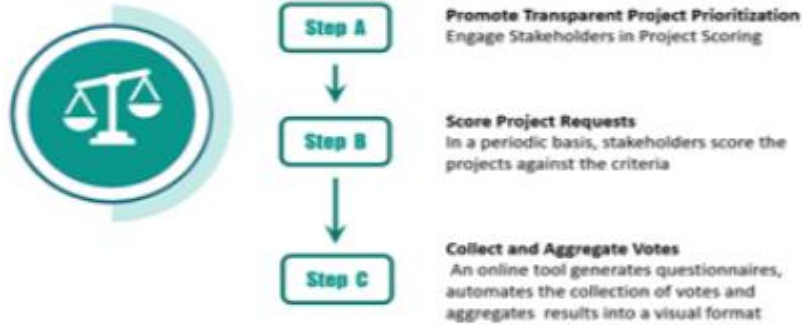 Step A
Promote Transparent Project Prioritization
Engage Stakeholders in Project Scoring
Step B
Score Project Requests
In a periodic basis, stakeholders score the
projects against the criteria
Step C
Collect and Aggregate Votes
An online tool generates questionnaires,
automates the collection of votes and
aggregates results into a visual format